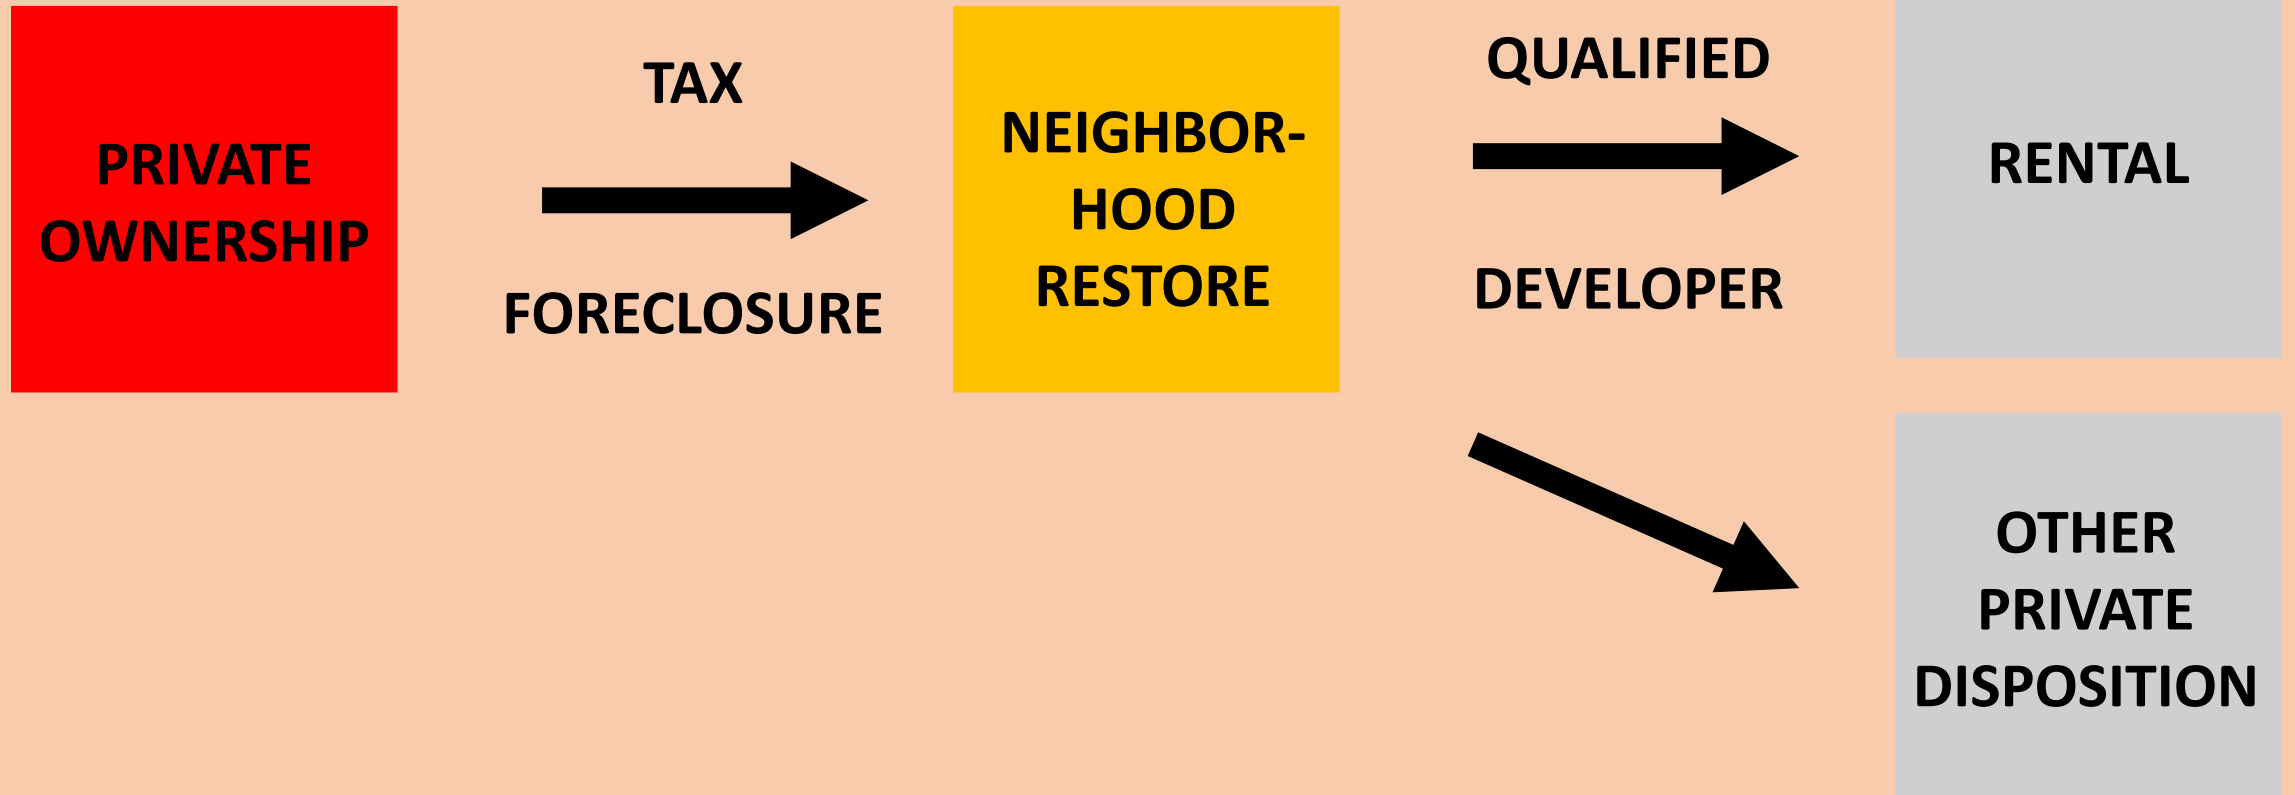 PRIVATE
OWNERSHIP
TAX
FORECLOSURE
NEIGHBOR-
HOOD
RESTORE
QUALIFIED
DEVELOPER
RENTAL
OTHER
PRIVATE
DISPOSITION